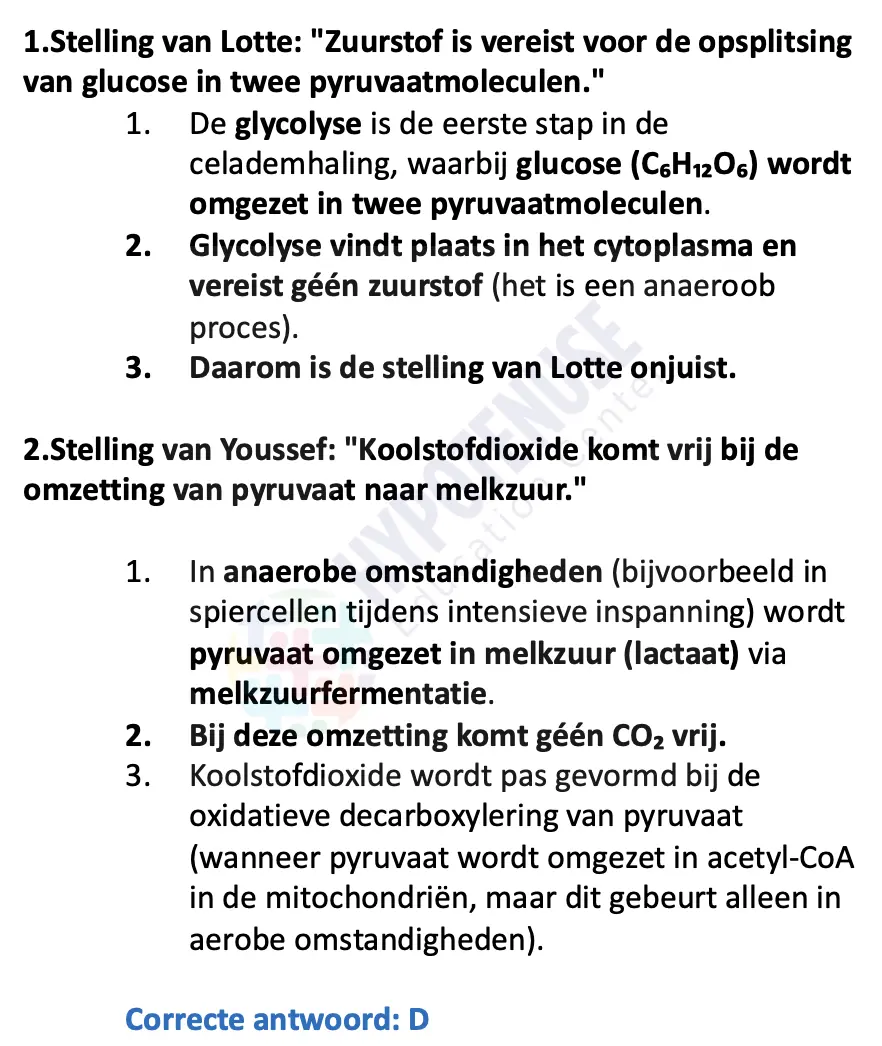 1.Stelling van Lotte: "Zuurstof is vereist voor de opsplitsing
van glucose in twee pyruvaatmoleculen."
1. De glycolyse is de eerste stap in de
celademhaling, waarbij glucose (C₆H₁₂O₆) wordt
omgezet in twee pyruvaatmoleculen.
2. Glycolyse vindt plaats in het cytoplasma en
vereist géén zuurstof (het is een anaeroob
proces).
3. Daarom is de stelling van Lotte onjuist.
2.Stelling van Youssef: "Koolstofdioxide komt vrij bij de
omzetting van pyruvaat naar melkzuur."
1. In anaerobe omstandigheden (bijvoorbeeld in
spiercellen tijdens intensieve inspanning) wordt
pyruvaat omgezet in melkzuur (lactaat) via
melkzuurfermentatie.
2. Bij deze omzetting komt géén CO₂ vrij.
3. Koolstofdioxide wordt pas gevormd bij de
oxidatieve decarboxylering van pyruvaat
(wanneer pyruvaat wordt omgezet in acetyl-CoA
in de mitochondriën, maar dit gebeurt alleen in
aerobe omstandigheden).
Correcte antwoord: D
HYPOTENUSE
Education Center